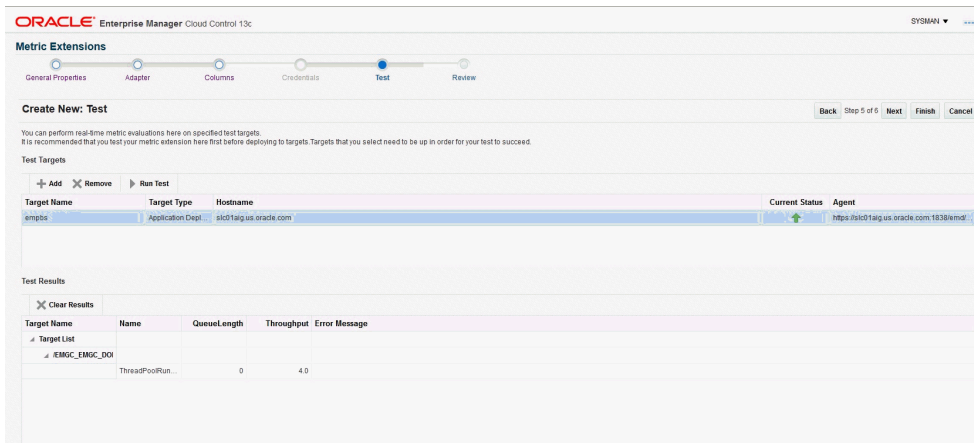 ORACLE Enterprise Manager Cloud Control 13c
SYSMAN
Metric Extensions
General Properties Adapter Columns Credentials Test Review
Create New: Test
Back Step 5 of 6 Next Finish Cancel
You can perform real-time metric evaluations here on specified test targets.
It is recommended that you test your metric extension here first before deploying to targets.Targets that you select need to be up in order for your test to succeed.
Test Targets
Add Remove Run Test
Target Name Target Type Hostname Current Status Agent
empbs Application Depl... slc01aig.us.oracle.com https://slc01aig.us.oracle.com:1838/emd/...
Test Results
Clear Results
Target Name Name QueueLength Throughput Error Message
Target List
/EMGC_EMGC_DOI
ThreadPoolRun... 0 4.0